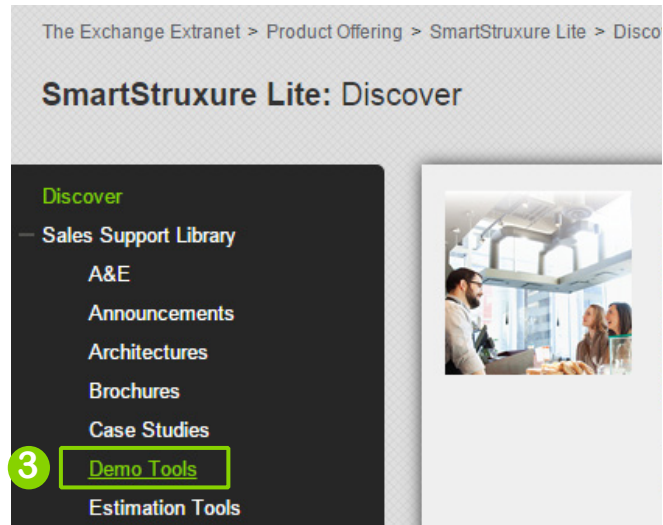 The Exchange Extranet > Product Offering > SmartStruxure Lite > Disco
SmartStruxure Lite: Discover
Discover
Sales Support Library
A&E
Announcements
Architectures
Brochures
Case Studies
3 Demo Tools
Estimation Tools